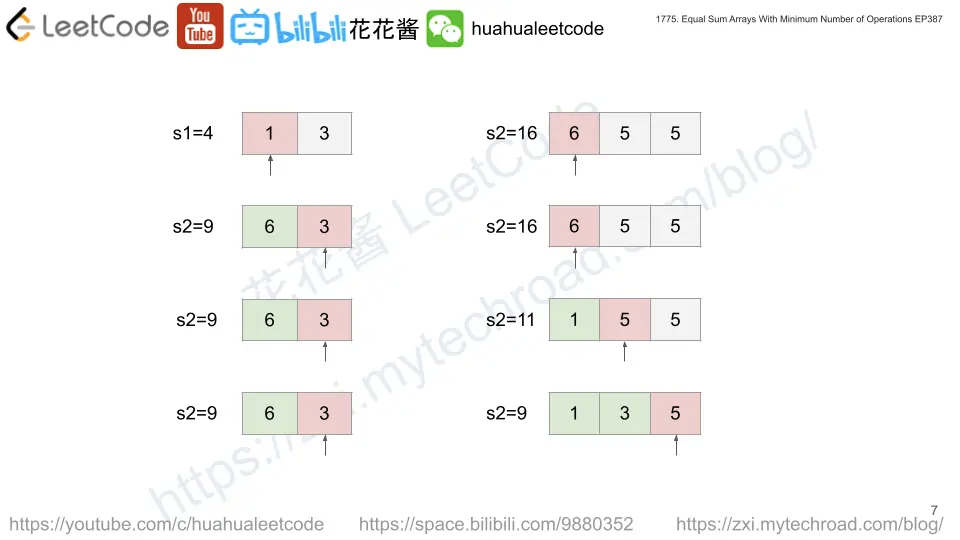 LeetCode You Tube bilibili 花花酱 huahualeetcode
1775. Equal Sum Arrays With Minimum Number of Operations EP387
s1=4 1 3 s2=16 6 5 5
s2=9 6 3 s2=16 6 5 5
s2=9 6 3 s2=11 1 5 5
s2=9 6 3 s2=9 1 3 5
花花酱 LeetCode
https://zxi.mytechroad.com/blog/
7
https://youtube.com/c/huahualeetcode https://space.bilibili.com/9880352 https://zxi.mytechroad.com/blog/